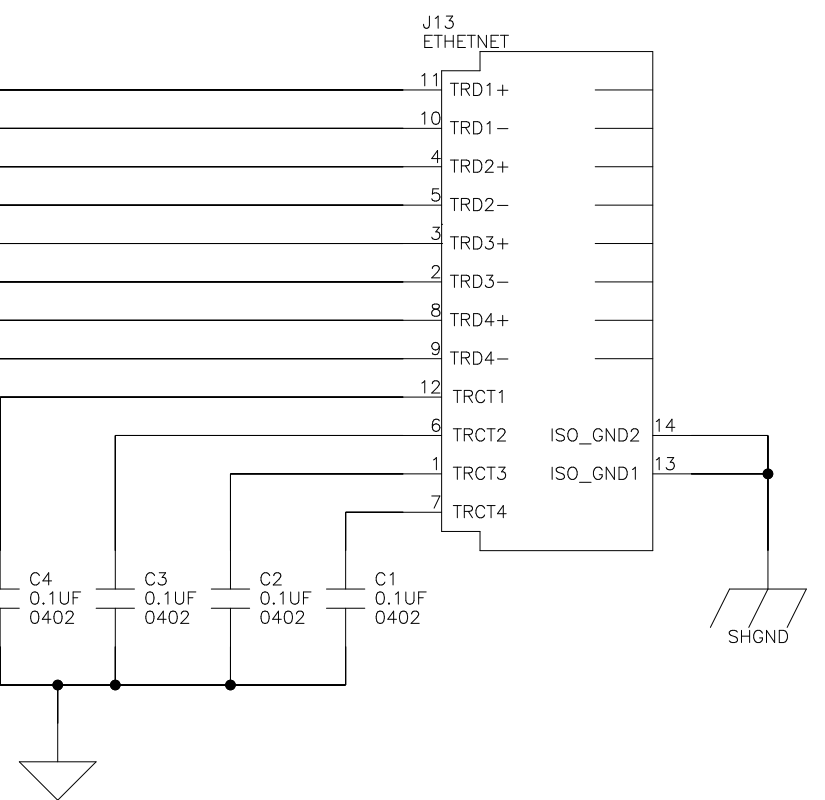 J13
ETHETNET
11 TRD1+
10 TRD1-
4 TRD2+
5 TRD2-
3 TRD3+
2 TRD3-
8 TRD4+
9 TRD4-
12 TRCT1
6 TRCT2 ISO_GND2 14
1 TRCT3 ISO_GND1 13
7 TRCT4
C4 C3 C2 C1
0.1UF 0.1UF 0.1UF 0.1UF
0402 0402 0402 0402
SHGND